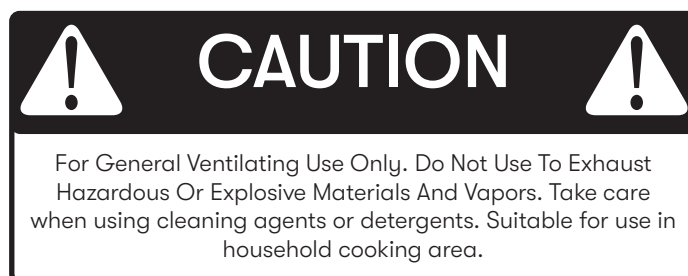 CAUTION
For General Ventilating Use Only. Do Not Use To Exhaust
Hazardous Or Explosive Materials And Vapors. Take care
when using cleaning agents or detergents. Suitable for use in
household cooking area.